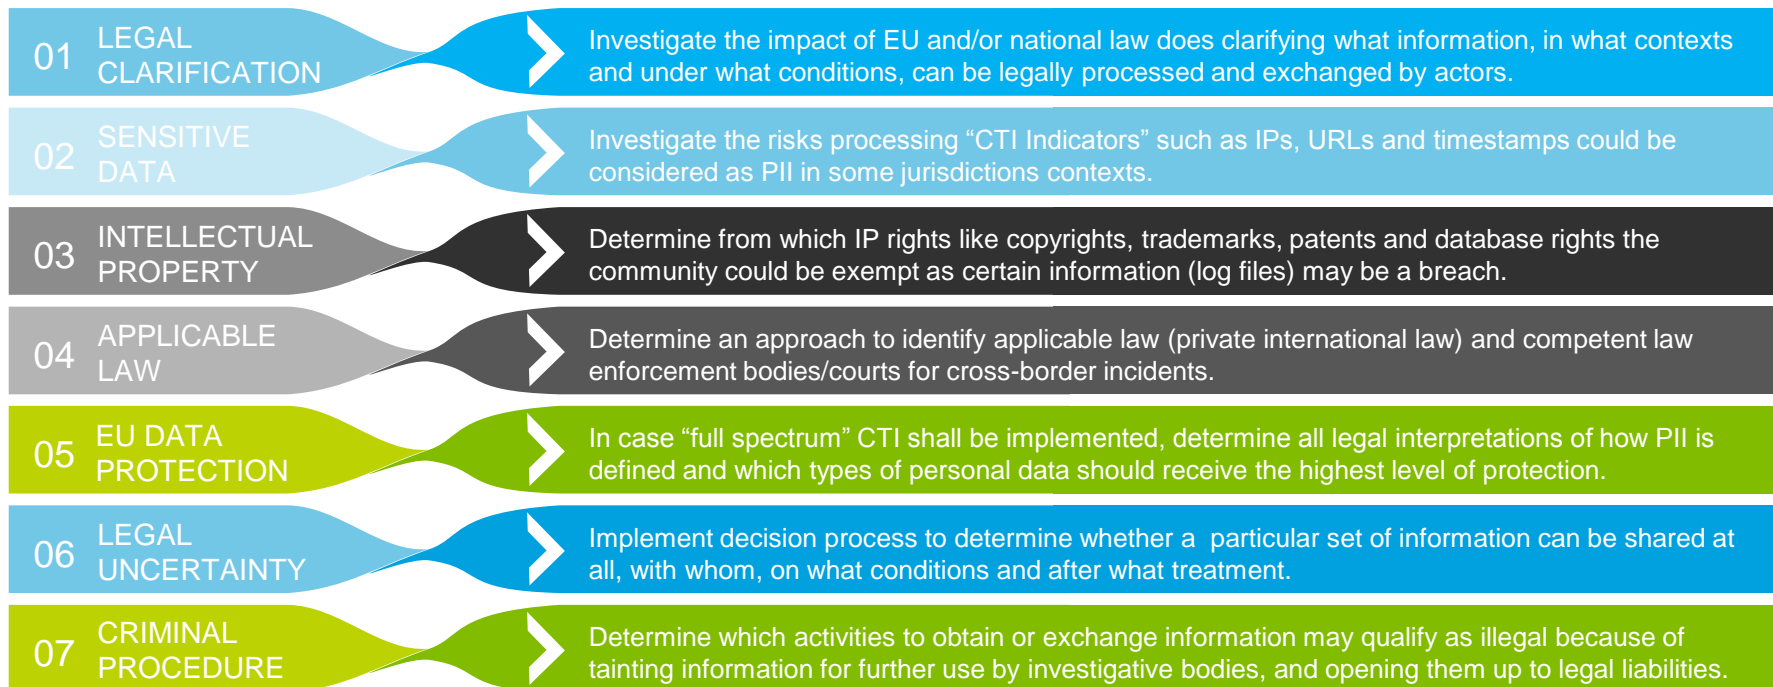 01
LEGAL
CLARIFICATION
Investigate the impact of EU and/or national law does clarifying what information, in what contexts
and under what conditions, can be legally processed and exchanged by actors.
02
SENSITIVE
DATA
Investigate the risks processing “CTI Indicators” such as IPs, URLs and timestamps could be
considered as PII in some jurisdictions contexts.
03
INTELLECTUAL
PROPERTY
Determine from which IP rights like copyrights, trademarks, patents and database rights the
community could be exempt as certain information (log files) may be a breach.
04
APPLICABLE
LAW
Determine an approach to identify applicable law (private international law) and competent law
enforcement bodies/courts for cross-border incidents.
05
EU DATA
PROTECTION
In case “full spectrum” CTI shall be implemented, determine all legal interpretations of how PII is
defined and which types of personal data should receive the highest level of protection.
06
LEGAL
UNCERTAINTY
Implement decision process to determine whether a  particular set of information can be shared at
all, with whom, on what conditions and after what treatment.
07
CRIMINAL
PROCEDURE
Determine which activities to obtain or exchange information may qualify as illegal because of
tainting information for further use by investigative bodies, and opening them up to legal liabilities.